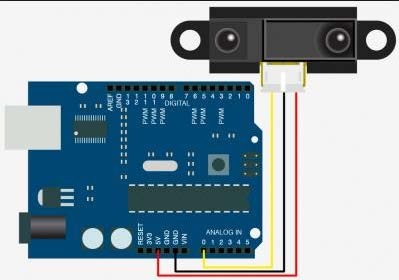 AREF
GND
13
12
11
10
9
8
7
6
5
4
3
2
1
0
PWM
PWM
PWM
DIGITAL
PWM
PWM
PWM
RESET
3V3
5V
GND
GND
VIN
ANALOG IN
0
1
2
3
4
5